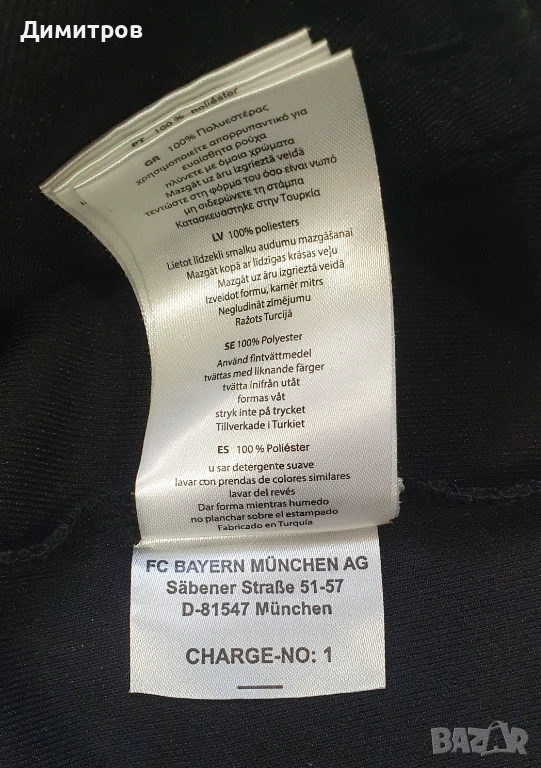 Димитров
PT 100 % Poliéster
GR 100% Πολυεστέρας
χρησιμοποιείτε απορρυπαντικό για
ευαίσθητα ρούχα
πλύνετε με όμοια χρώματα
Mazgāt uz āru izgrieztā veidā
τεντώστε στη φόρμα του όσο είναι νωπό
μη σιδερώνετε τη στάμπα
Κατασκευαστηκε στην Τουρκία
LV 100% poliesters
Lietot līdzekli smalku audumu mazgāšanai
Mazgāt kopā ar līdzīgas krāsas veļu
Mazgāt uz āru izgrieztā veidā
Izveidot formu, kamēr mitrs
Negludināt zīmējumu
Ražots Turcijā
SE 100% Polyester
Använd fintvättmedel
tvättas med liknande färger
tvätta inifrån utåt
formas våt
stryk inte på trycket
Tillverkade i Turkiet
ES 100 % Poliéster
u sar detergente suave
lavar con prendas de colores similares
lavar del revés
Dar forma mientras humedo
no planchar sobre el estampado
Fabricado en Turquía
FC BAYERN MÜNCHEN AG
Säbener Straße 51-57
D-81547 München
CHARGE-NO: 1
BAZAR